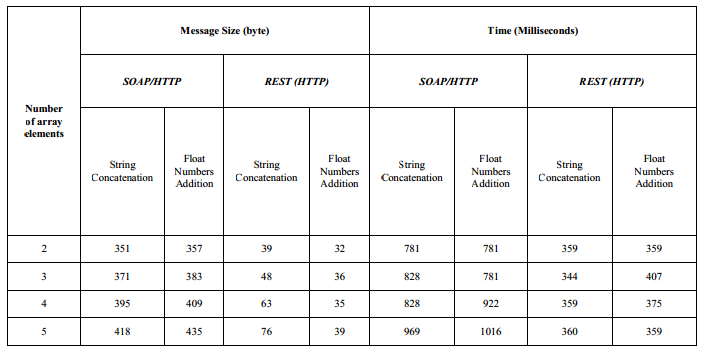 Message Size (byte) Time (Milliseconds)
SOAP/HTTP REST (HTTP) SOAP/HTTP REST (HTTP)
Number
of array
elements
String
Concatenation
Float
Numbers
Addition
String
Concatenation
Float
Numbers
Addition
String
Concatenation
Float
Numbers
Addition
String
Concatenation
Float
Numbers
Addition
2 351 357 39 32 781 781 359 359
3 371 383 48 36 828 781 344 407
4 395 409 63 35 828 922 359 375
5 418 435 76 39 969 1016 360 359